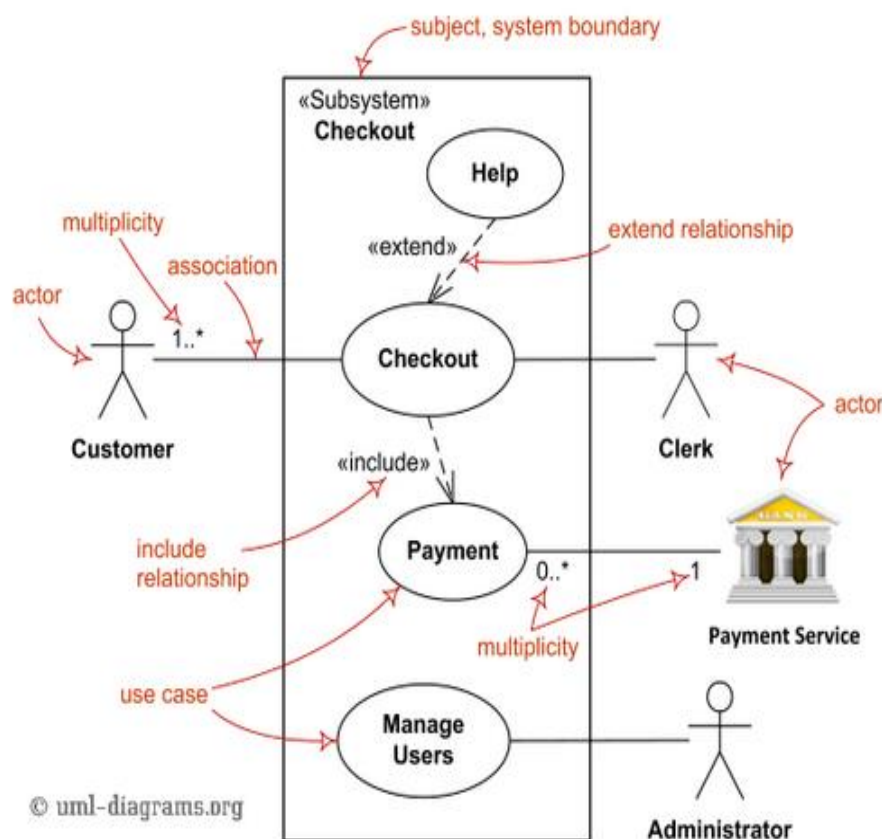 subject, system boundary
«Subsystem»
Checkout
Help
multiplicity
«extend»
extend relationship
association
actor
1..*
Checkout
Customer
Clerk
actor
«include»
BANK
include
relationship
Payment
0..*
1
multiplicity
Payment Service
use case
Manage
Users
© uml-diagrams.org
Administrator